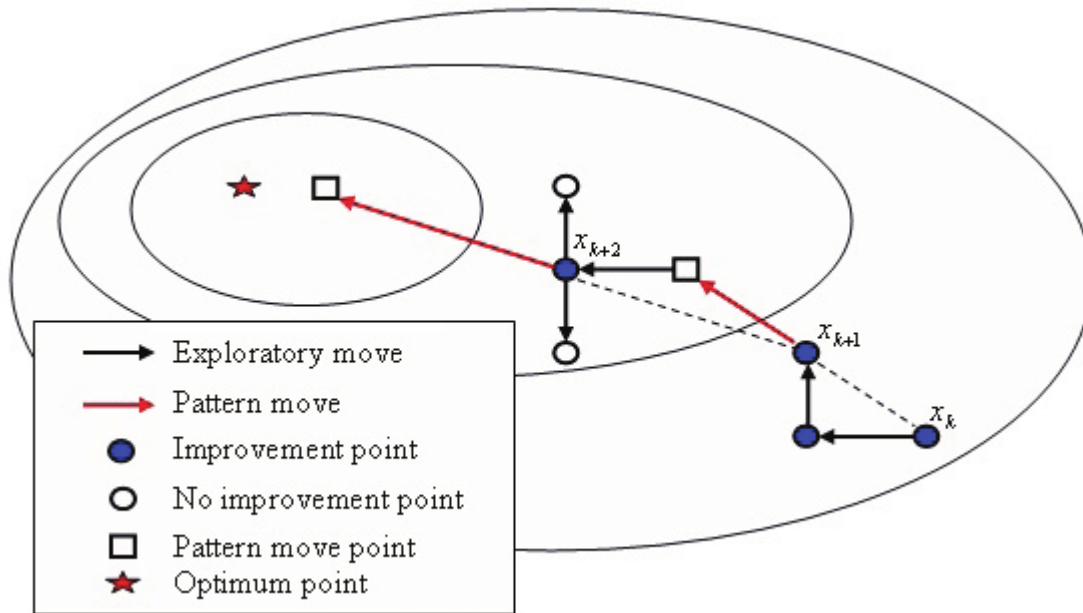 x_{k+2}
x_{k+1}
x_k
Exploratory move
Pattern move
Improvement point
No improvement point
Pattern move point
Optimum point